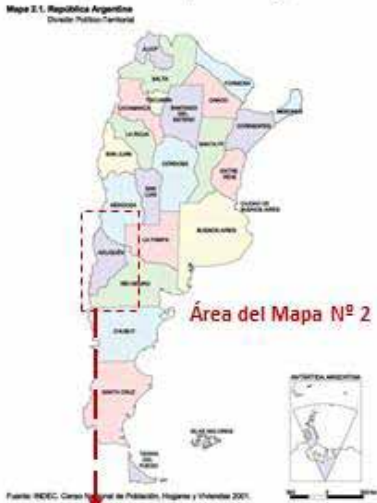 Mapa 2.1. República Argentina
División Político-Territorial
JUJUY
SALTA
FORMOSA
CHACO
TUCUMÁN
CATAMARCA
SANTIAGO
DEL
ESTERO
MISIONES
CORRIENTES
LA RIOJA
SANTA FE
SAN JUAN
CÓRDOBA
ENTRE
RÍOS
SAN
LUIS
CIUDAD DE
BUENOS AIRES
MENDOZA
BUENOS AIRES
LA PAMPA
NEUQUÉN
RÍO NEGRO
Área del Mapa Nº 2
CHUBUT
SANTA CRUZ
ANTÁRTIDA ARGENTINA
ISLAS MALVINAS
TIERRA
DEL
FUEGO
Fuente: INDEC. Censo Nacional de Población, Hogares y Viviendas 2001.